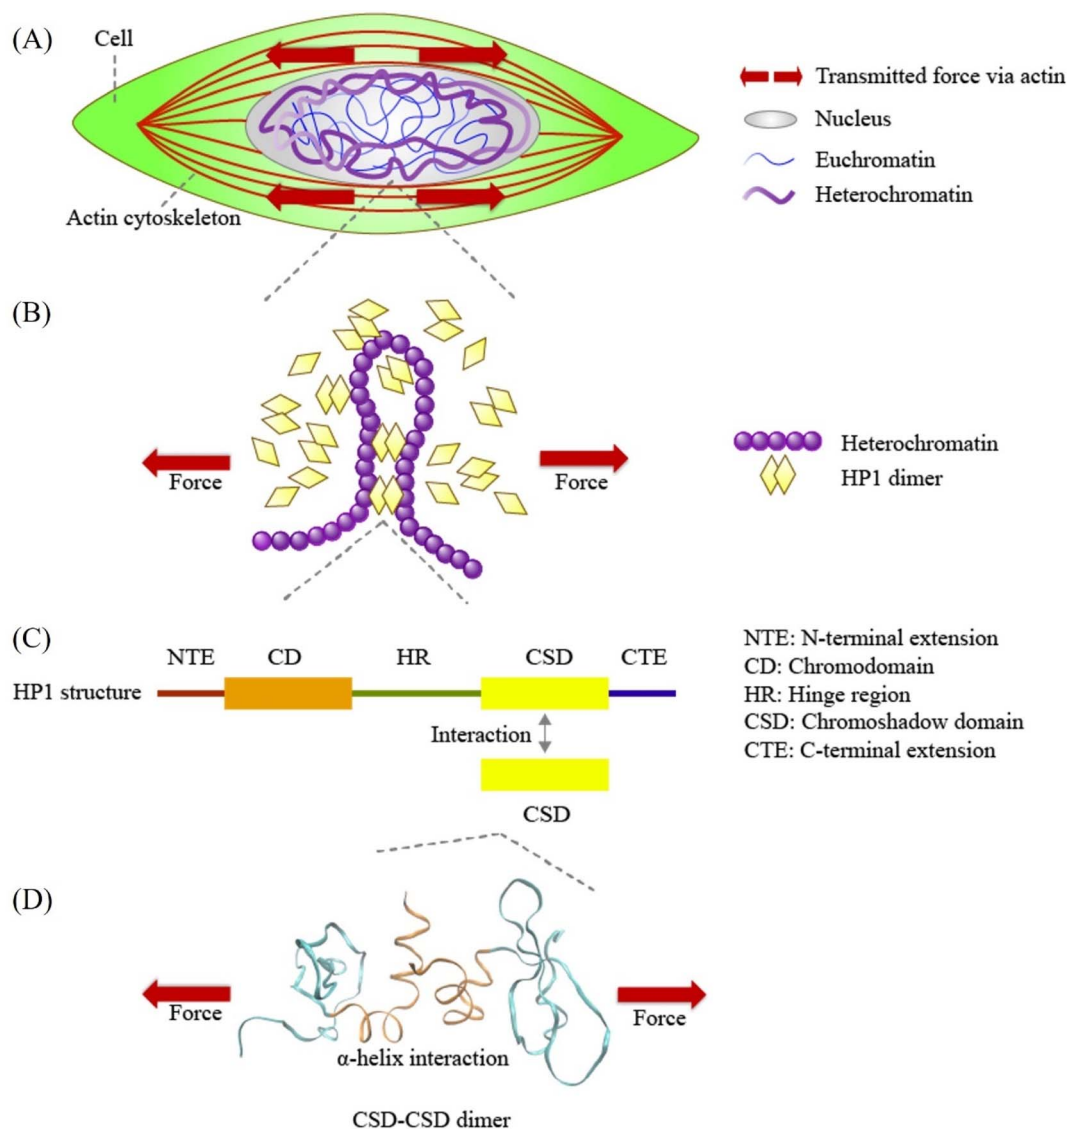 (A)
Cell
Actin cytoskeleton
Transmitted force via actin
Nucleus
Euchromatin
Heterochromatin
(B)
Force
Force
Heterochromatin
HP1 dimer
(C)
NTE CD HR CSD CTE
HP1 structure
Interaction
CSD
NTE: N-terminal extension
CD: Chromodomain
HR: Hinge region
CSD: Chromoshadow domain
CTE: C-terminal extension
(D)
Force
Force
α-helix interaction
CSD-CSD dimer